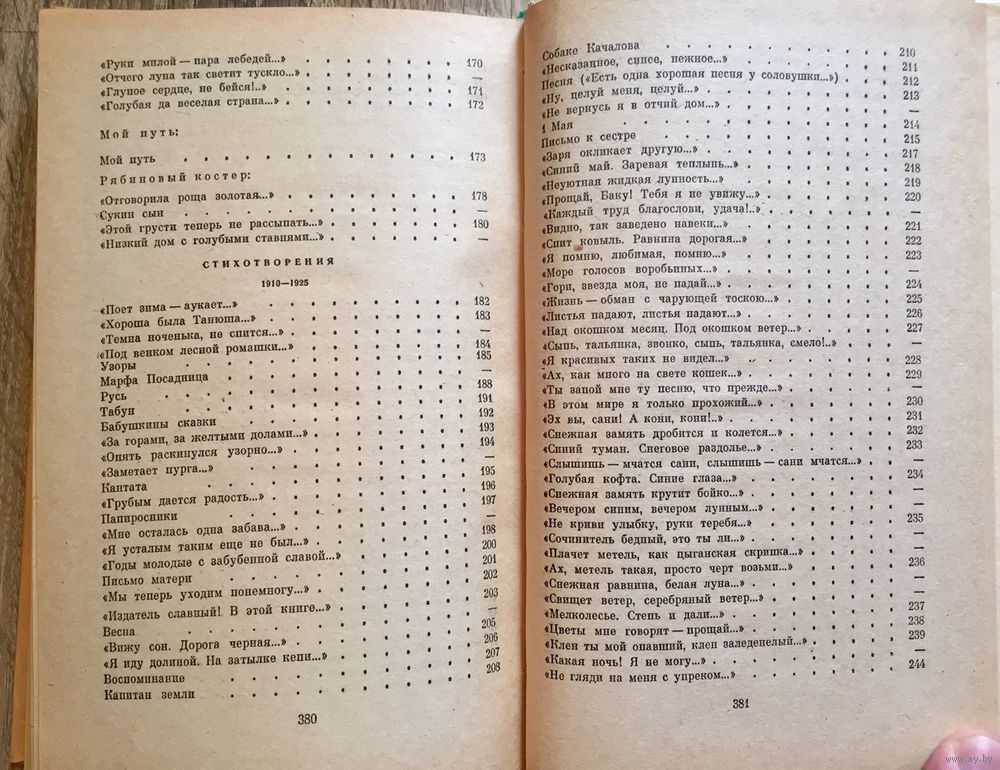 «Руки милой — пара лебедей...» 170
«Отчего луна так светит тускло...» —
«Глупое сердце, не бейся!..» 171
«Голубая да веселая страна...» 172
Мой путь:
Мой путь 173
Рябиновый костер:
«Отговорила роща золотая...» 178
Сукин сын —
«Этой грусти теперь не рассыпать...» 180
«Низкий дом с голубыми ставнями...» —
СТИХОТВОРЕНИЯ
1910—1925
«Поет зима — аукает...» 182
«Хороша была Танюша...» 183
«Темна ноченька, не спится...» —
«Под венком лесной ромашки...» 184
Узоры 185
Марфа Посадница —
Русь 188
Табун 191
Бабушкины сказки 192
«За горами, за желтыми долами...» 193
«Опять раскинулся узорно...» 194
«Заметает пурга...» —
Кантата 195
«Грубым дается радость...» 196
Папиросники 197
«Мне осталась одна забава...» —
«Я усталым таким еще не был...» 198
«Годы молодые с забубенной славой...» 200
Письмо матери 201
«Мы теперь уходим понемногу...» 202
«Издатель славный! В этой книге...» 203
Весна —
«Вижу сон. Дорога черная...» 205
«Я иду долиной. На затылке кепи...» 206
Воспоминание 207
Капитан земли 208
380
Собаке Качалова 210
«Несказанное, синее, нежное...» 211
Песня («Есть одна хорошая песня у соловушки...») 212
«Ну, целуй меня, целуй...» 213
«Не вернусь я в отчий дом...» —
1 Мая 214
Письмо к сестре 215
«Заря окликает другую...» 217
«Синий май. Заревая теплынь...» 218
«Неуютная жидкая лунность...» 219
«Прощай, Баку! Тебя я не увижу...» 220
«Каждый труд благослови, удача!..» —
«Видно, так заведено навеки...» 221
«Спит ковыль. Равнина дорогая...» 222
«Я помню, любимая, помню...» 223
«Море голосов воробьиных...» —
«Гори, звезда моя, не падай...» 224
«Жизнь — обман с чарующей тоскою...» 225
«Листья падают, листья падают...» 226
«Над окошком месяц. Под окошком ветер...» 227
«Сыпь, тальянка, звонко, сыпь, тальянка, смело!..» —
«Я красивых таких не видел...» 228
«Ах, как много на свете кошек...» 229
«Ты запой мне ту песню, что прежде...» —
«В этом мире я только прохожий...» 230
«Эх вы, сани! А кони, кони!..» 231
«Снежная замять дробится и колется...» 232
«Синий туман. Снеговое раздолье...» 233
«Слышишь — мчатся сани, слышишь — сани мчатся...» —
«Голубая кофта. Синие глаза...» 234
«Снежная замять крутит бойко...» —
«Вечером синим, вечером лунным...» —
«Не криви улыбку, руки теребя...» 235
«Сочинитель бедный, это ты ли...» —
«Плачет метель, как цыганская скрипка...» —
«Ах, метель такая, просто черт возьми...» 236
«Снежная равнина, белая луна...» —
«Свищет ветер, серебряный ветер...» —
«Мелколесье. Степь и дали...» 237
«Цветы мне говорят — прощай...» 238
«Клен ты мой опавший, клен заледенелый...» 239
«Какая ночь! Я не могу...» —
«Не гляди на меня с упреком...» 244
381
www.ay.by